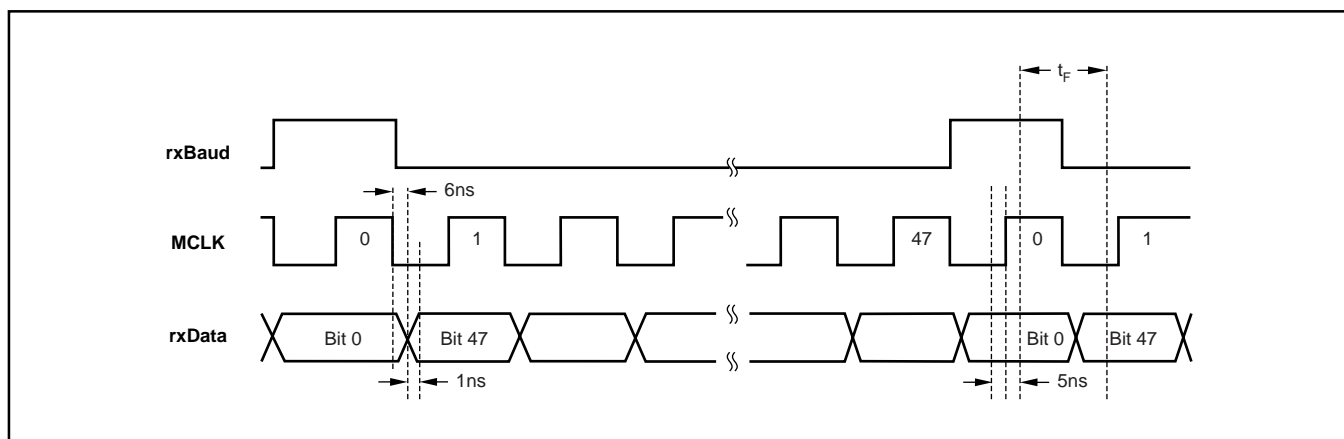 t_F
rxBaud
6ns
MCLK 0 1 47 0 1
rxData Bit 0 Bit 47 Bit 0 Bit 47
1ns 5ns